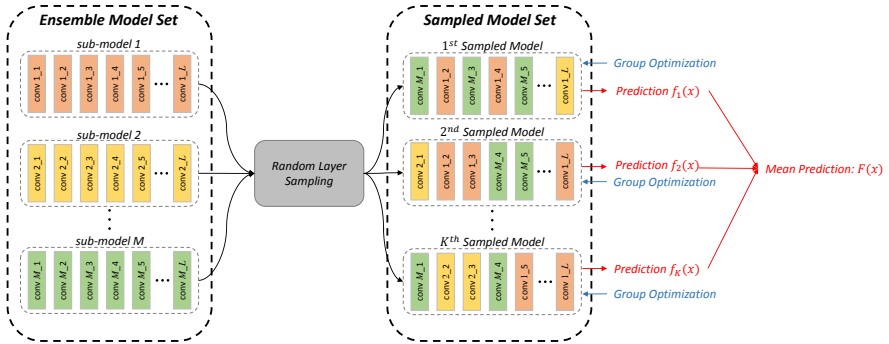 Ensemble Model Set
sub-model 1
conv 1_1
conv 1_2
conv 1_3
conv 1_4
conv 1_5
...
conv 1_L
sub-model 2
conv 2_1
conv 2_2
conv 2_3
conv 2_4
conv 2_5
...
conv 2_L
sub-model M
conv M_1
conv M_2
conv M_3
conv M_4
conv M_5
...
conv M_L
Random Layer
Sampling
Sampled Model Set
1st Sampled Model
conv M_1
conv 1_2
conv M_3
conv 1_4
conv M_5
...
conv 1_L
2nd Sampled Model
conv 2_1
conv 1_2
conv 1_3
conv M_4
conv M_5
...
conv 1_L
Kth Sampled Model
conv M_1
conv 2_2
conv 2_3
conv M_4
conv 1_5
...
conv 1_L
Group Optimization
Prediction f1(x)
Prediction f2(x)
Group Optimization
Prediction fK(x)
Group Optimization
Mean Prediction: F(x)